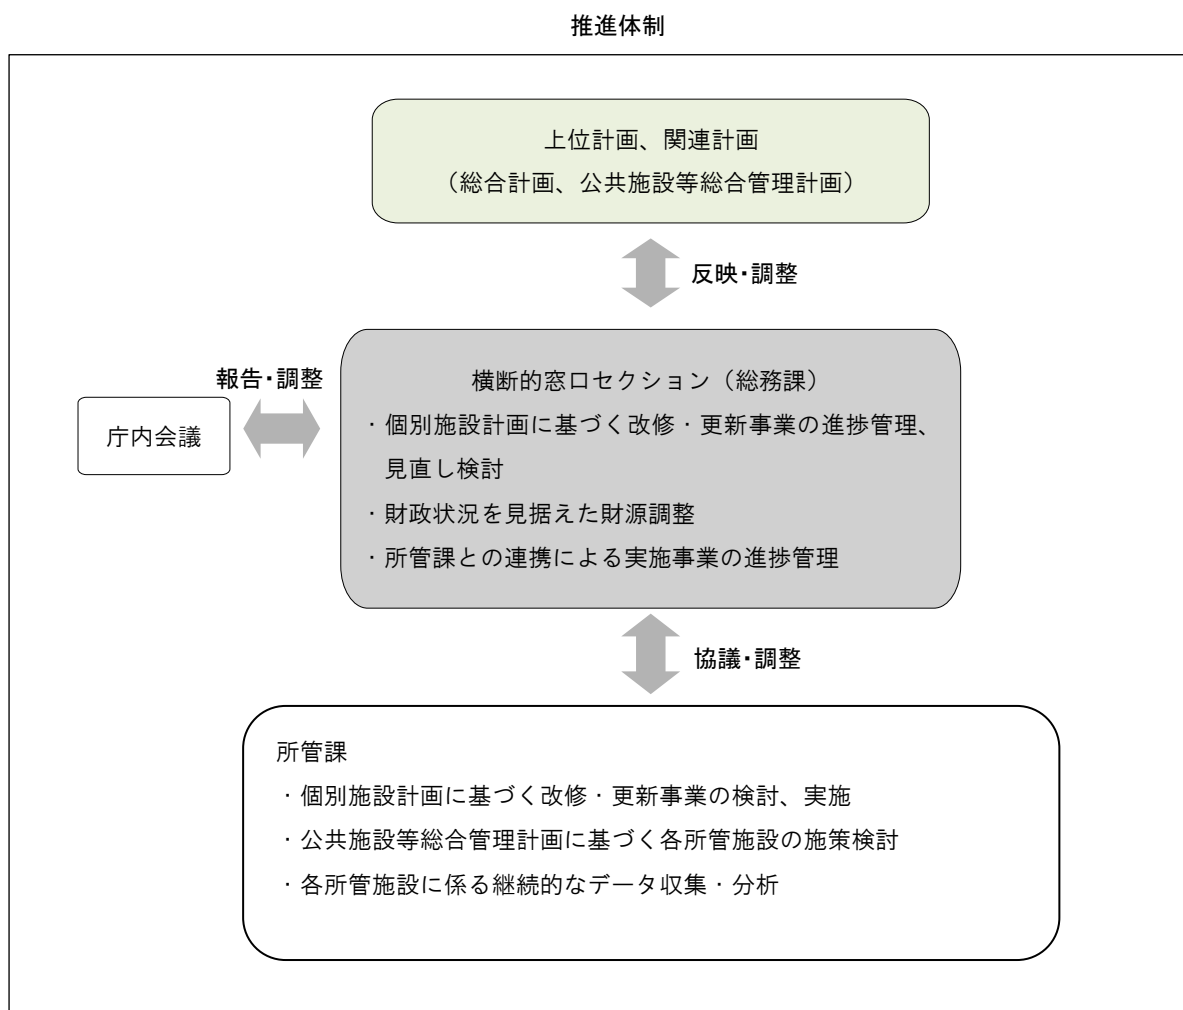 推進体制
上位計画、関連計画
（総合計画、公共施設等総合管理計画）
反映・調整
報告・調整
庁内会議
横断的窓口セクション（総務課）
・個別施設計画に基づく改修・更新事業の進捗管理、
見直し検討
・財政状況を見据えた財源調整
・所管課との連携による実施事業の進捗管理
協議・調整
所管課
・個別施設計画に基づく改修・更新事業の検討、実施
・公共施設等総合管理計画に基づく各所管施設の施策検討
・各所管施設に係る継続的なデータ収集・分析